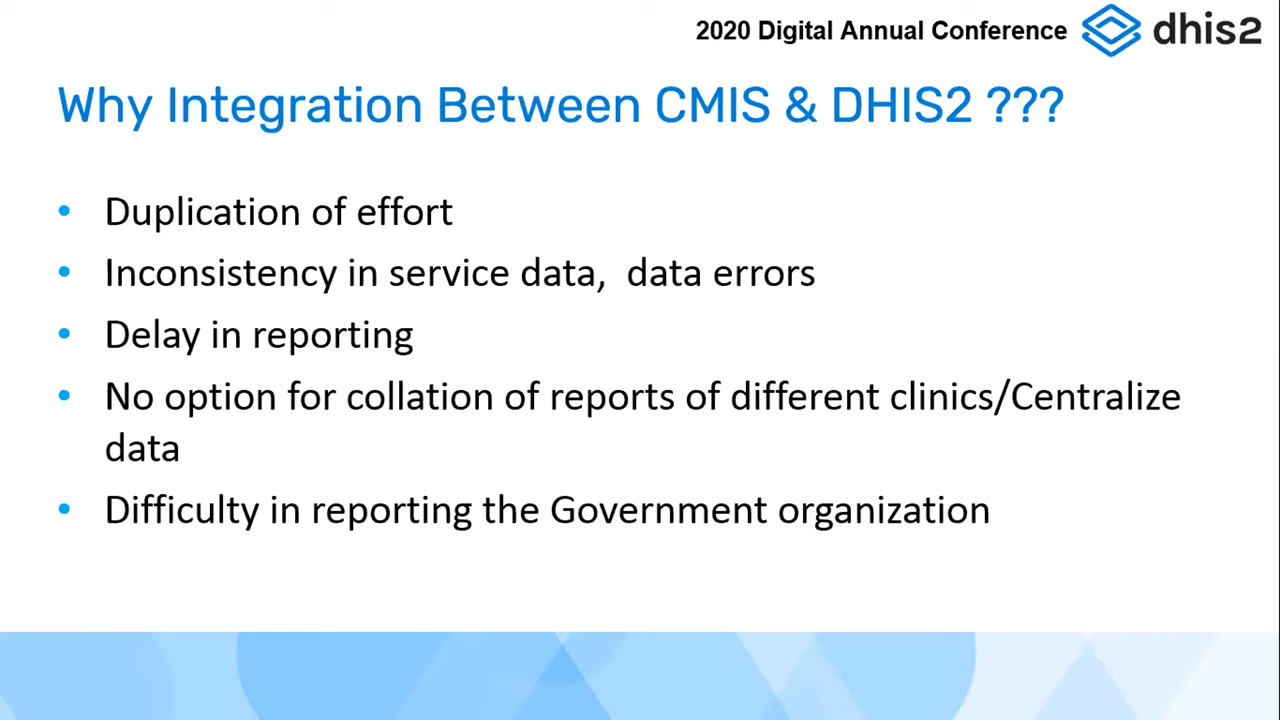 2020 Digital Annual Conference dhis2
Why Integration Between CMIS & DHIS2 ???
• Duplication of effort
• Inconsistency in service data,  data errors
• Delay in reporting
• No option for collation of reports of different clinics/Centralize
data
• Difficulty in reporting the Government organization